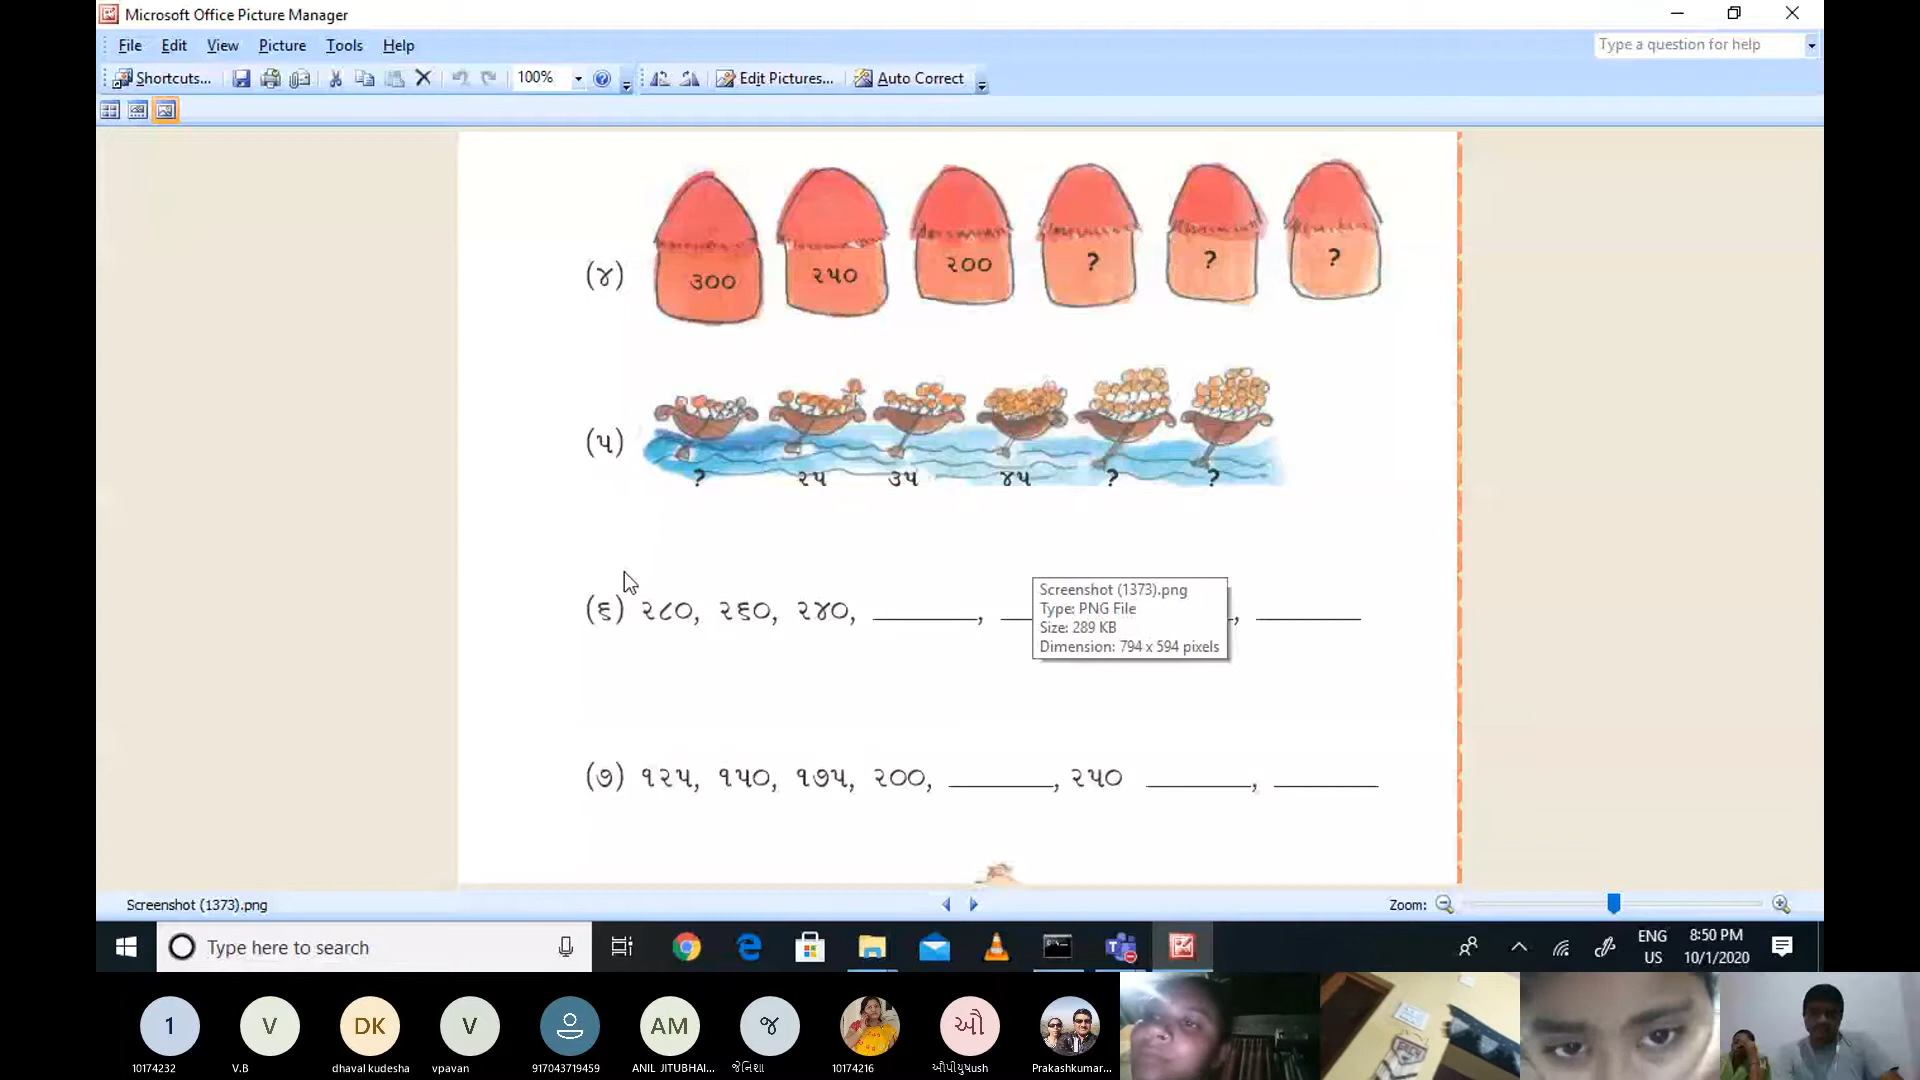 Microsoft Office Picture Manager
File Edit View Picture Tools Help
Type a question for help
Shortcuts... 100% Edit Pictures... Auto Correct
(૪) ૩૦૦ ૨૫૦ ૨૦૦ ? ? ?
(૫) ? ૨૫ ૩૫ ૪૫ ? ?
(૬) ૨૮૦, ૨૬૦, ૨૪૦, ________, ________, ________
Screenshot (1373).png
Type: PNG File
Size: 289 KB
Dimension: 794 x 594 pixels
(૭) ૧૨૫, ૧૫૦, ૧૭૫, ૨૦૦, ________, ૨૫૦ ________, ________
Screenshot (1373).png
Zoom:
Type here to search
ENG
US
8:50 PM
10/1/2020
1 V DK V AM જ ઔ
10174232 V.B dhaval kudesha vpavan 917043719459 ANIL JITUBHAI... જેનિશા 10174216 ઔપીયુષush Prakashkumar...